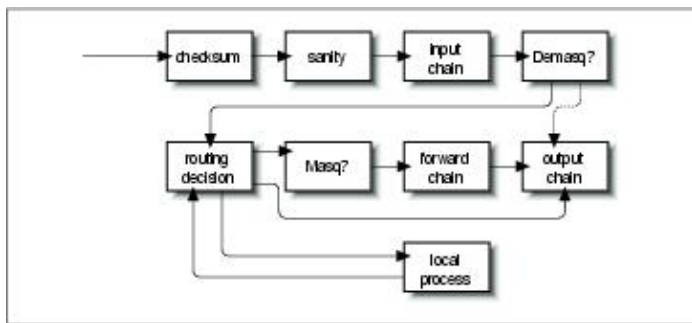 checksum
sanity
input
chain
Demasq?
routing
decision
Masq?
forward
chain
output
chain
local
process